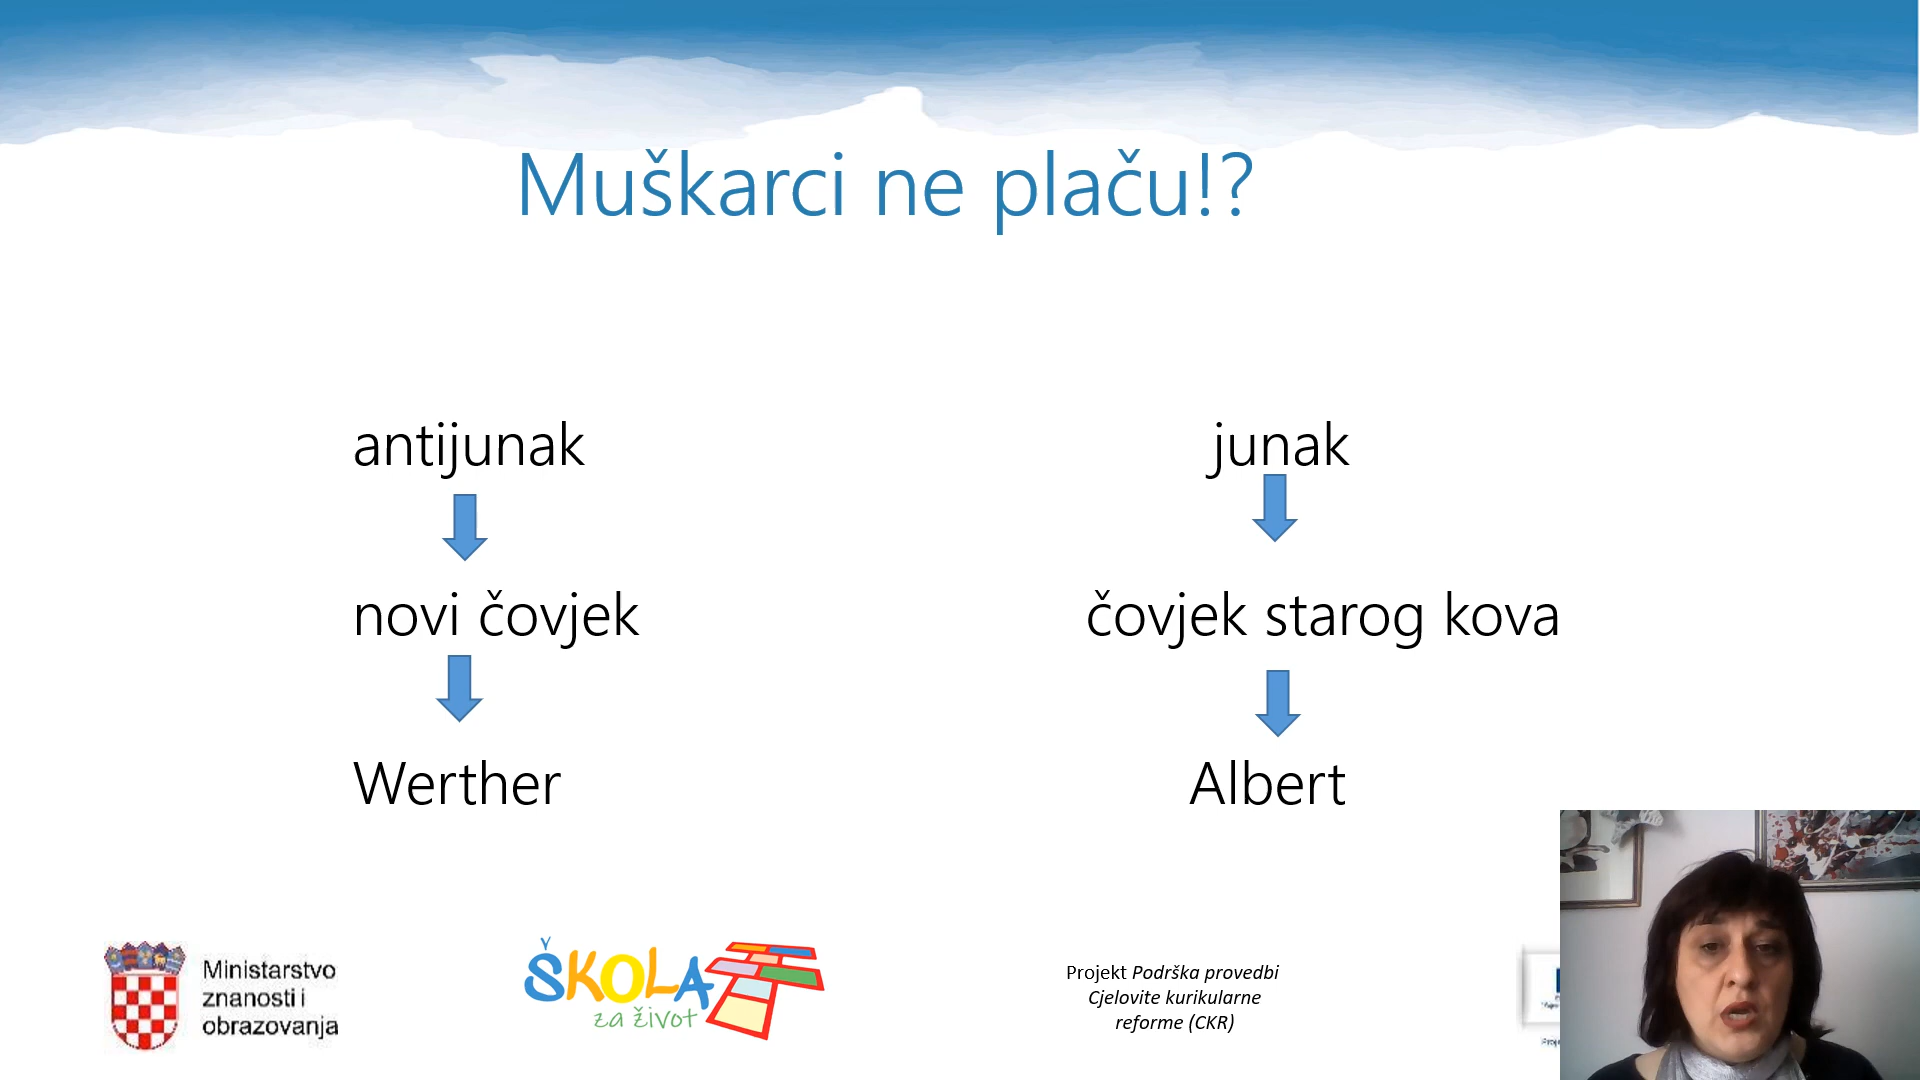 Muškarci ne plaču!?
antijunak
junak
novi čovjek
čovjek starog kova
Werther
Albert
Ministarstvo
znanosti i
obrazovanja
ŠKOLA
za život
Projekt Podrška provedbi
Cjelovite kurikularne
reforme (CKR)